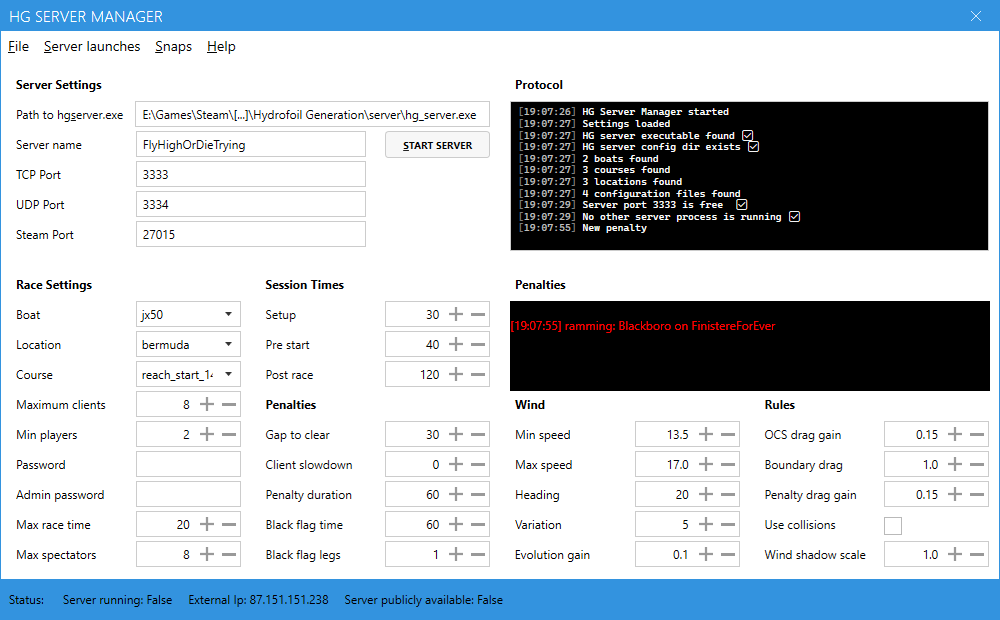 HG SERVER MANAGER
File Server launches Snaps Help
Server Settings
Path to hgserver.exe E:\Games\Steam\[...]\Hydrofoil Generation\server\hg_server.exe
Server name FlyHighOrDieTrying START SERVER
TCP Port 3333
UDP Port 3334
Steam Port 27015
Protocol
[19:07:26] HG Server Manager started
[19:07:27] Settings loaded
[19:07:27] HG server executable found ☑
[19:07:27] HG server config dir exists ☑
[19:07:27] 2 boats found
[19:07:27] 3 courses found
[19:07:27] 3 locations found
[19:07:27] 4 configuration files found
[19:07:29] Server port 3333 is free ☑
[19:07:29] No other server process is running ☑
[19:07:55] New penalty
Race Settings
Boat jx50
Location bermuda
Course reach_start_14
Maximum clients 8
Min players 2
Password
Admin password
Max race time 20
Max spectators 8
Session Times
Setup 30
Pre start 40
Post race 120
Penalties
Gap to clear 30
Client slowdown 0
Penalty duration 60
Black flag time 60
Black flag legs 1
Penalties
[19:07:55] ramming: Blackboro on FinistereForEver
Wind
Min speed 13.5
Max speed 17.0
Heading 20
Variation 5
Evolution gain 0.1
Rules
OCS drag gain 0.15
Boundary drag 1.0
Penalty drag gain 0.15
Use collisions
Wind shadow scale 1.0
Status: Server running: False External Ip: 87.151.151.238 Server publicly available: False